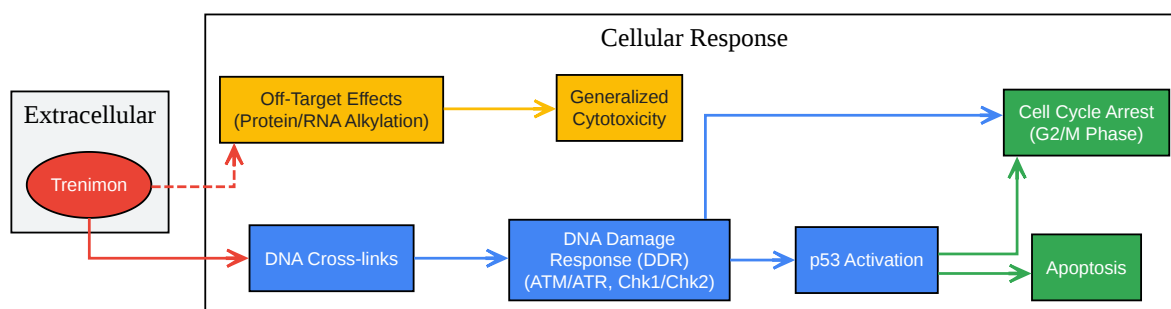 Cellular Response
Extracellular
Trenimon
Off-Target Effects
(Protein/RNA Alkylation)
Generalized
Cytotoxicity
Cell Cycle Arrest
(G2/M Phase)
DNA Cross-links
DNA Damage
Response (DDR)
(ATM/ATR, Chk1/Chk2)
p53 Activation
Apoptosis